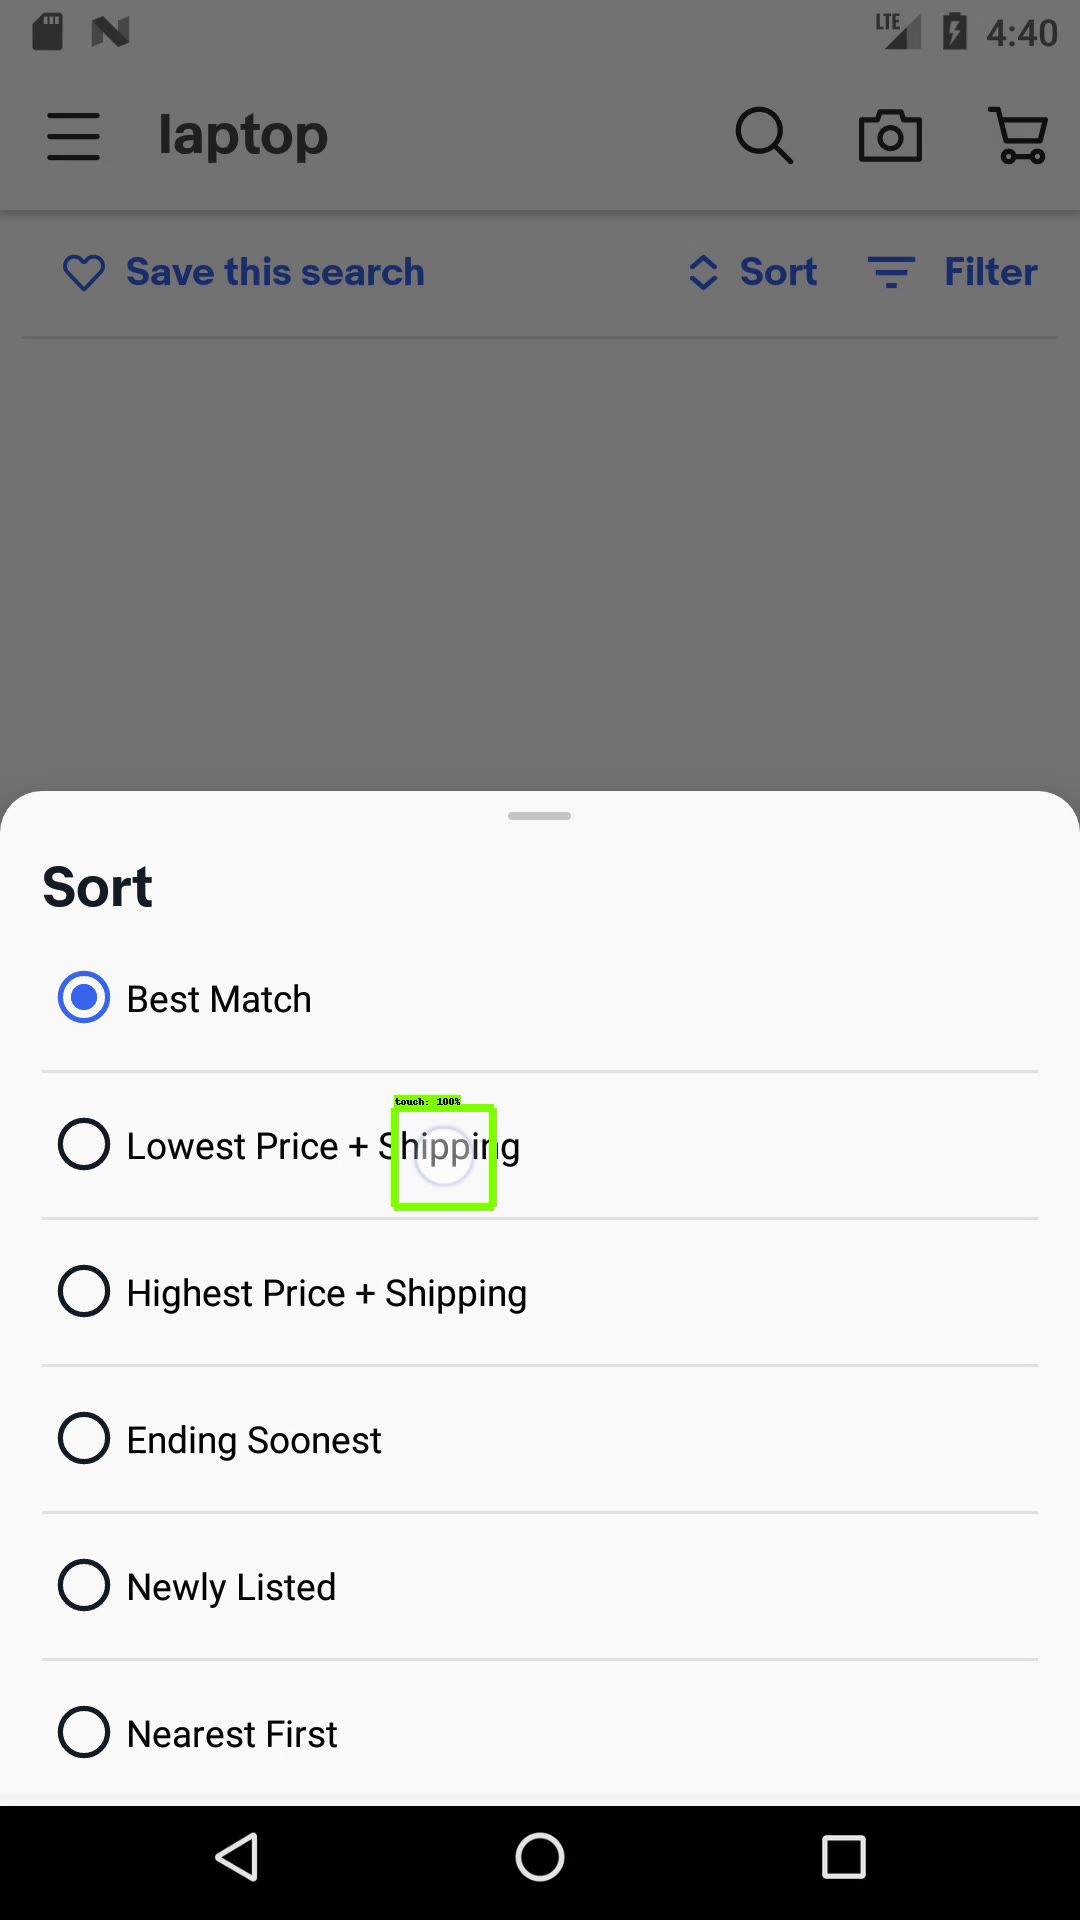 LTE 4:40
laptop
Save this search Sort Filter
Sort
Best Match
touch: 100%
Lowest Price + Shipping
Highest Price + Shipping
Ending Soonest
Newly Listed
Nearest First